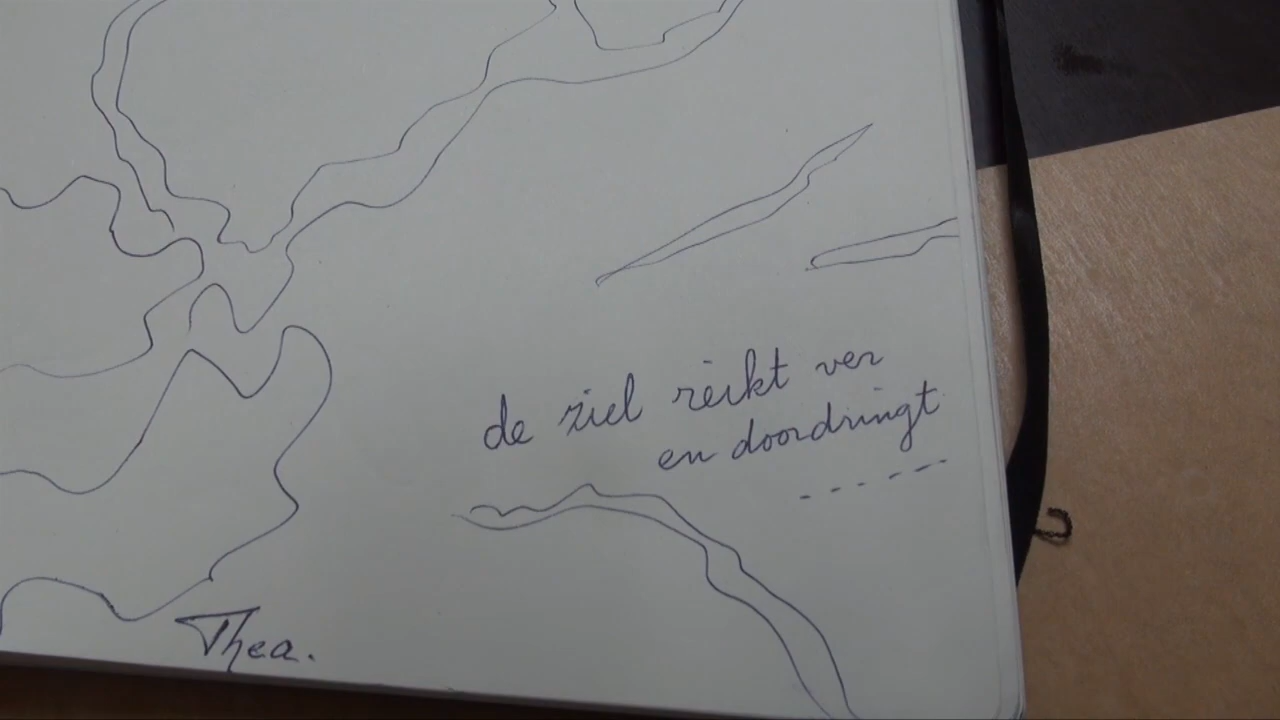 de ziel reikt ver
en doordringt
------
Thea.